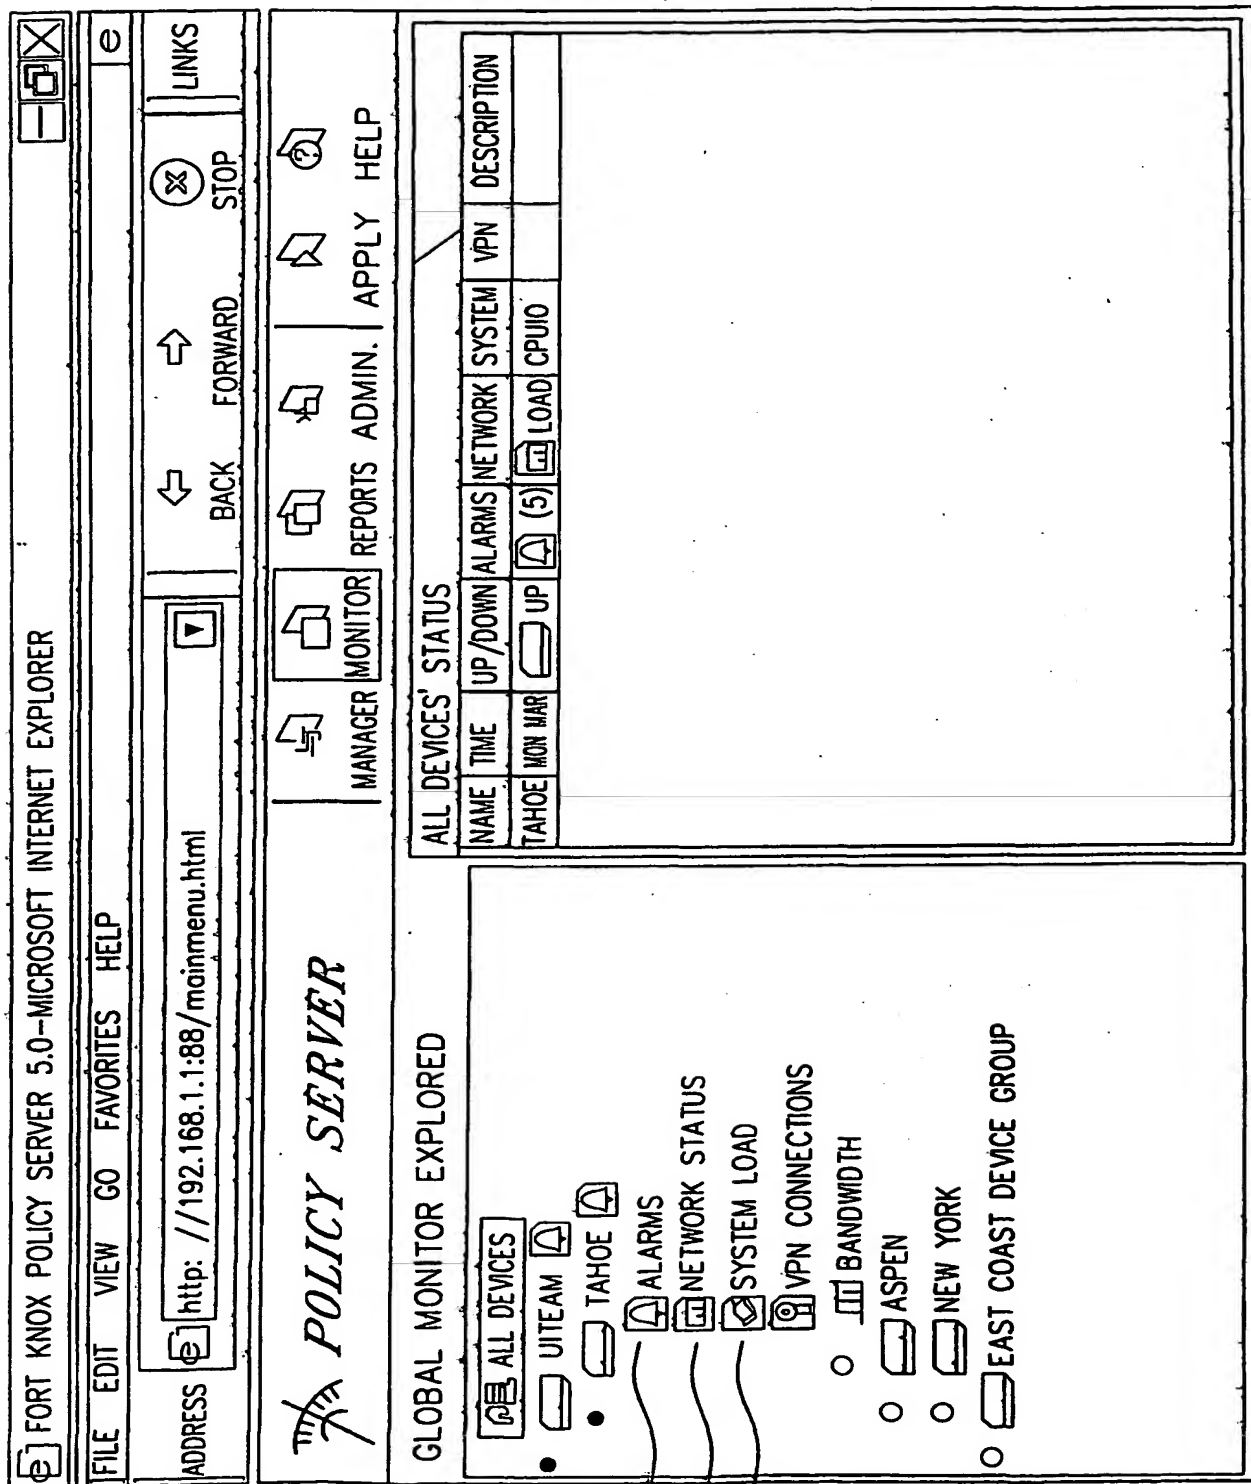 FORT KNOX POLICY SERVER 5.0-MICROSOFT INTERNET EXPLORER
FILE EDIT VIEW GO FAVORITES HELP
ADDRESS http: //192.168.1.1:88/mainmenu.html
BACK FORWARD STOP
LINKS
POLICY SERVER
MANAGER MONITOR REPORTS ADMIN. APPLY HELP
GLOBAL MONITOR EXPLORED
ALL DEVICES
UITEAM
TAHOE
ALARMS
NETWORK STATUS
SYSTEM LOAD
VPN CONNECTIONS
BANDWIDTH
ASPEN
NEW YORK
EAST COAST DEVICE GROUP
ALL DEVICES' STATUS
NAME TIME UP/DOWN ALARMS NETWORK SYSTEM VPN DESCRIPTION
TAHOE MON MAR UP (5) LOAD CPUIO